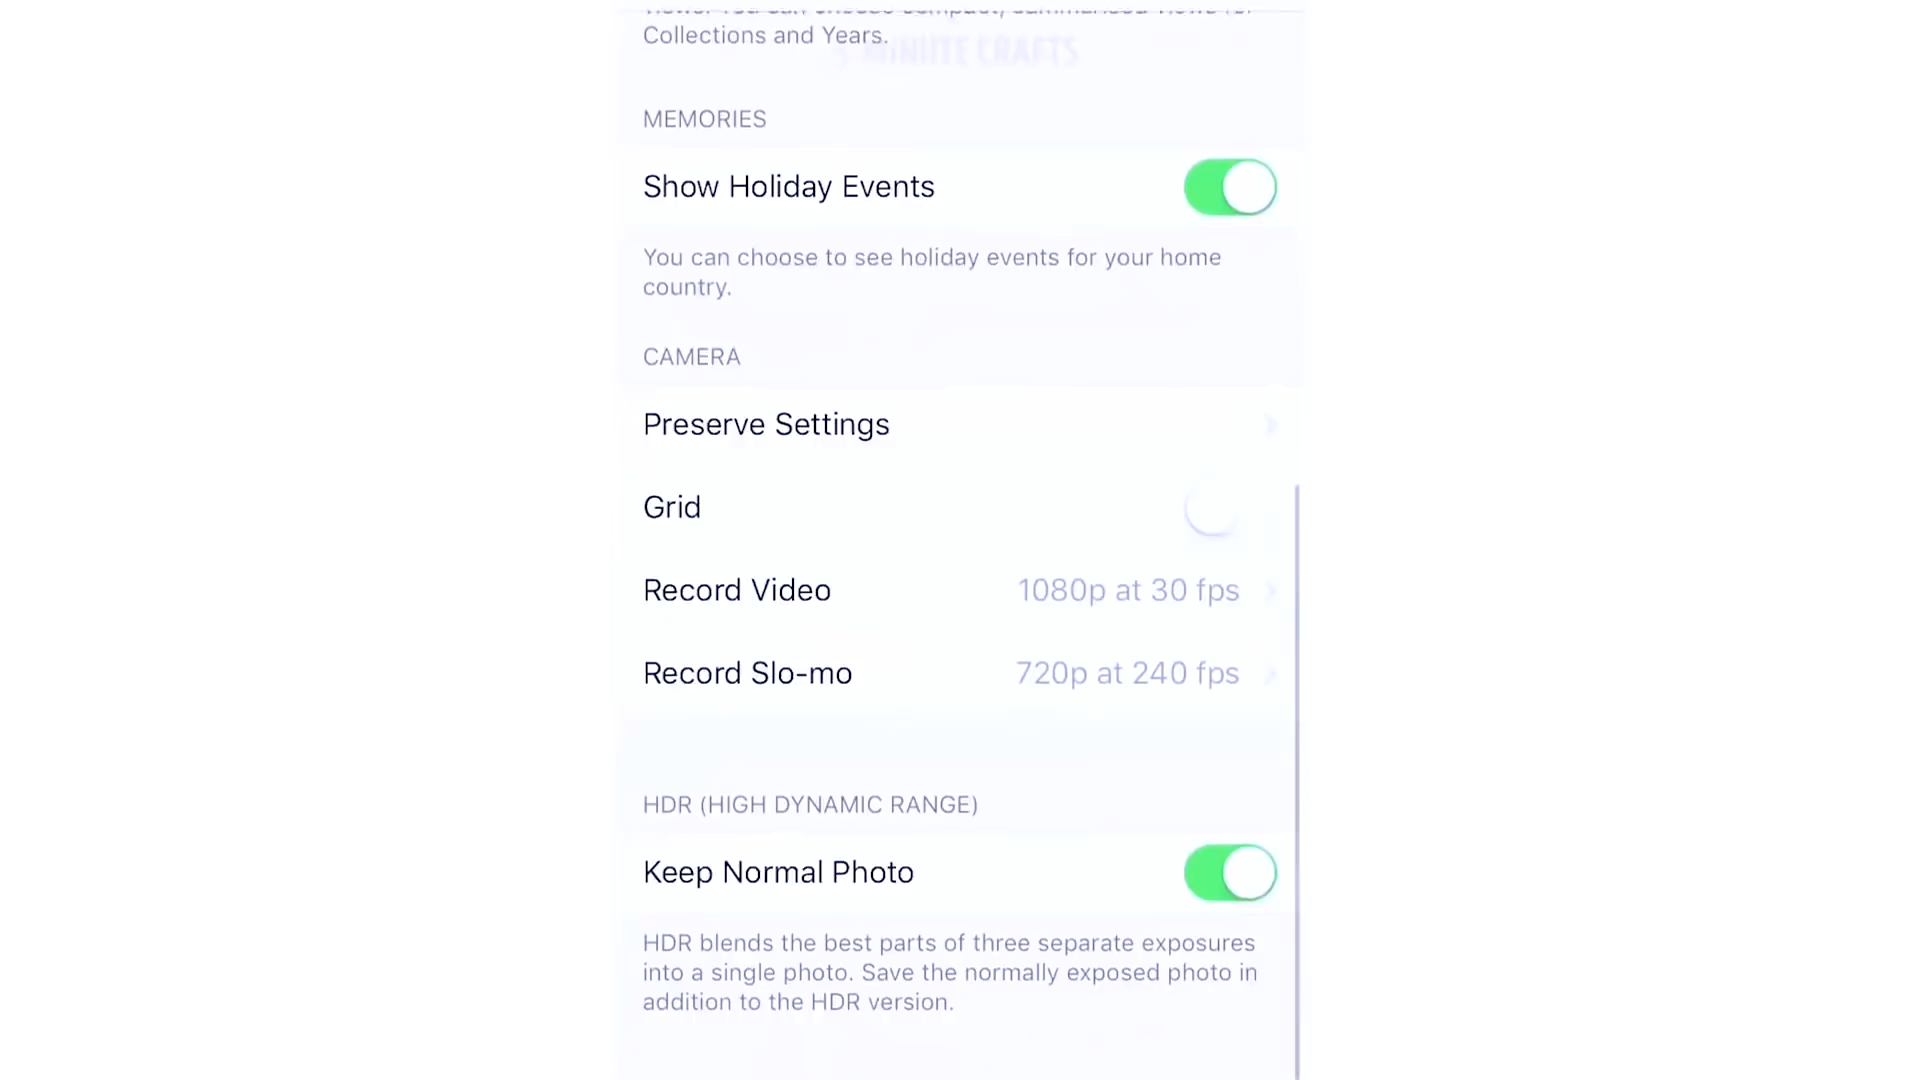 Collections and Years.
MINUTE CRAFTS
MEMORIES
Show Holiday Events
You can choose to see holiday events for your home
country.
CAMERA
Preserve Settings
Grid
Record Video 1080p at 30 fps
Record Slo-mo 720p at 240 fps
HDR (HIGH DYNAMIC RANGE)
Keep Normal Photo
HDR blends the best parts of three separate exposures
into a single photo. Save the normally exposed photo in
addition to the HDR version.